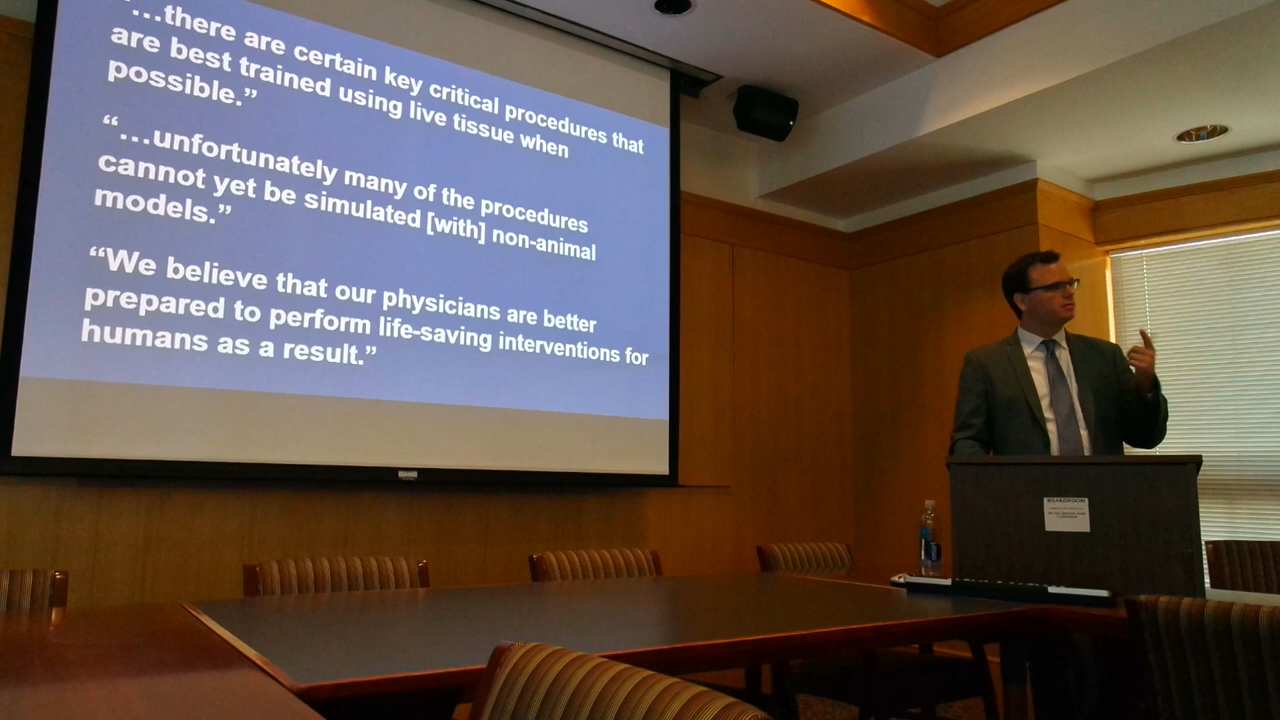 “…there are certain key critical procedures that
are best trained using live tissue when
possible.”
“…unfortunately many of the procedures
cannot yet be simulated [with] non-animal
models.”
“We believe that our physicians are better
prepared to perform life-saving interventions for
humans as a result.”
BOARDROOM